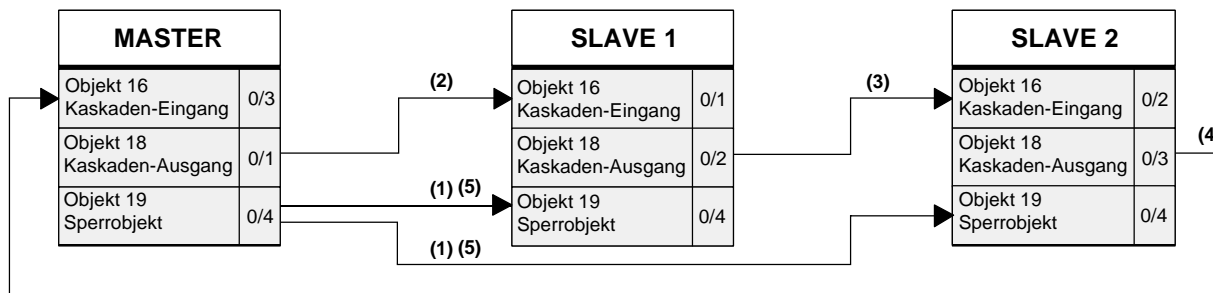 MASTER
Objekt 16
Kaskaden-Eingang
0/3
Objekt 18
Kaskaden-Ausgang
0/1
Objekt 19
Sperrobjekt
0/4
(2)
(1) (5)
(1) (5)
SLAVE 1
Objekt 16
Kaskaden-Eingang
0/1
Objekt 18
Kaskaden-Ausgang
0/2
Objekt 19
Sperrobjekt
0/4
(3)
SLAVE 2
Objekt 16
Kaskaden-Eingang
0/2
Objekt 18
Kaskaden-Ausgang
0/3
Objekt 19
Sperrobjekt
0/4
(4